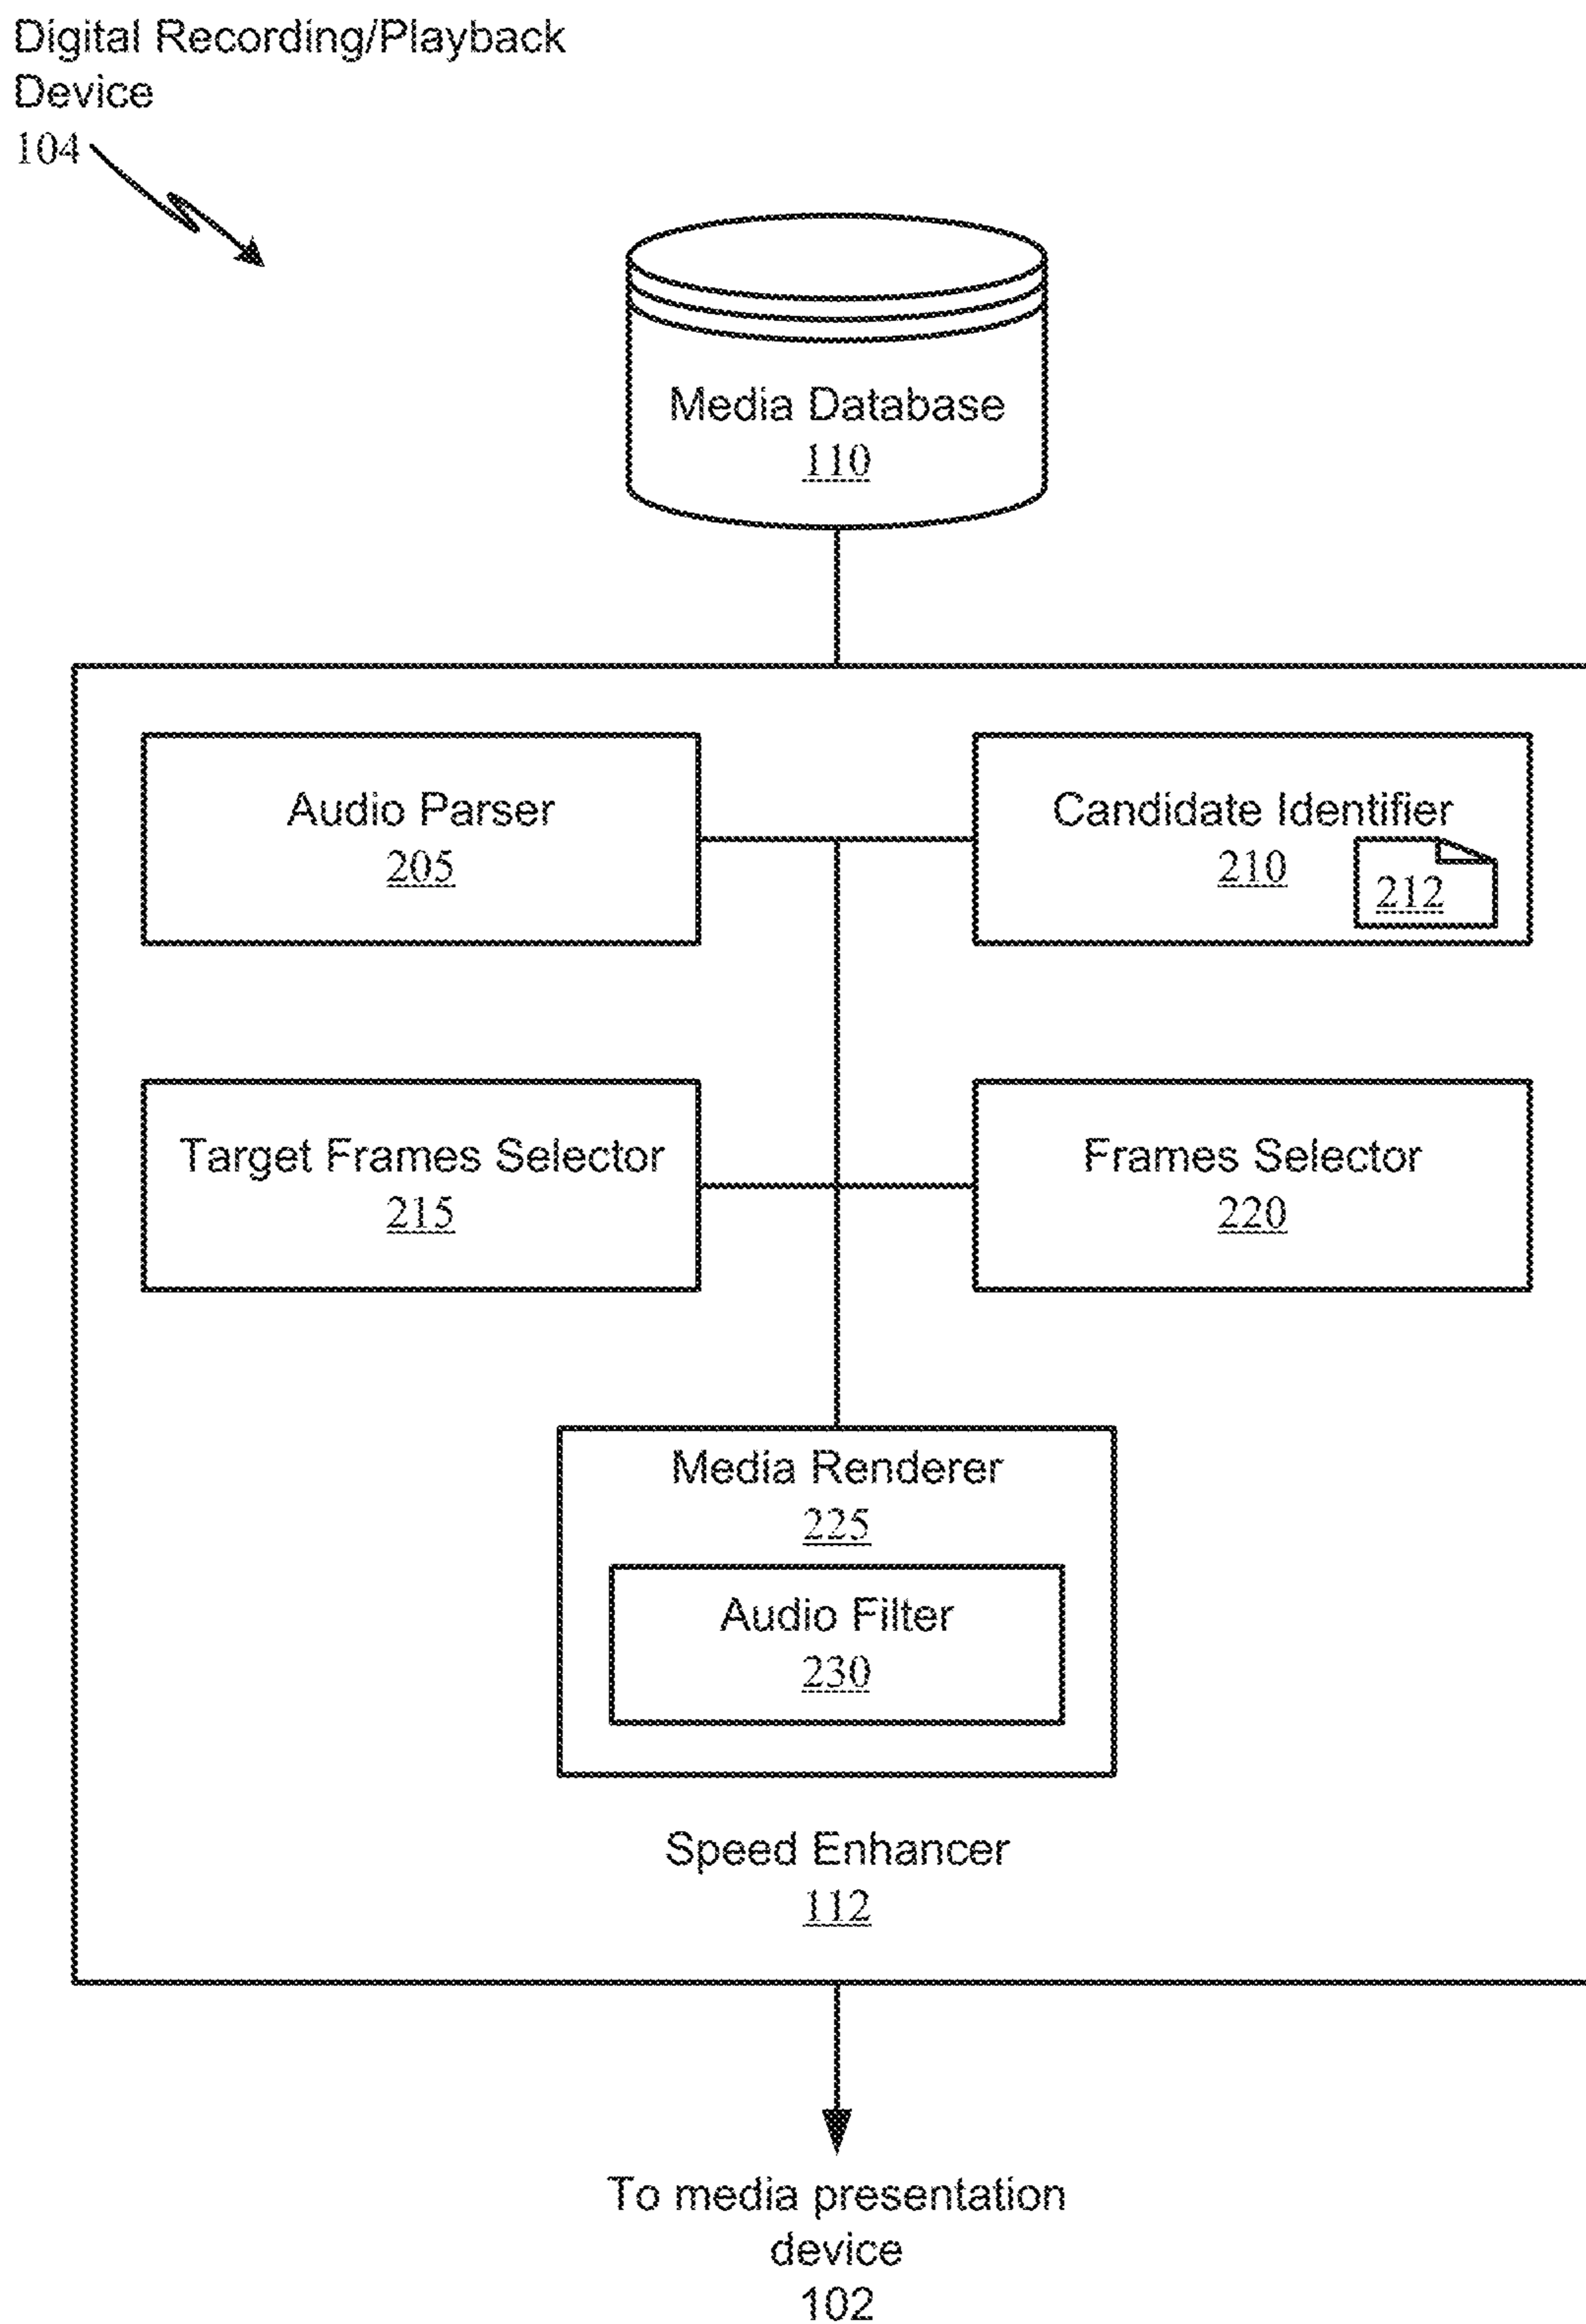 Digital Recording/Playback
Device
104
Media Database
110
Audio Parser
205
Candidate Identifier
210
212
Target Frames Selector
215
Frames Selector
220
Media Renderer
225
Audio Filter
230
Speed Enhancer
112
To media presentation
device
102